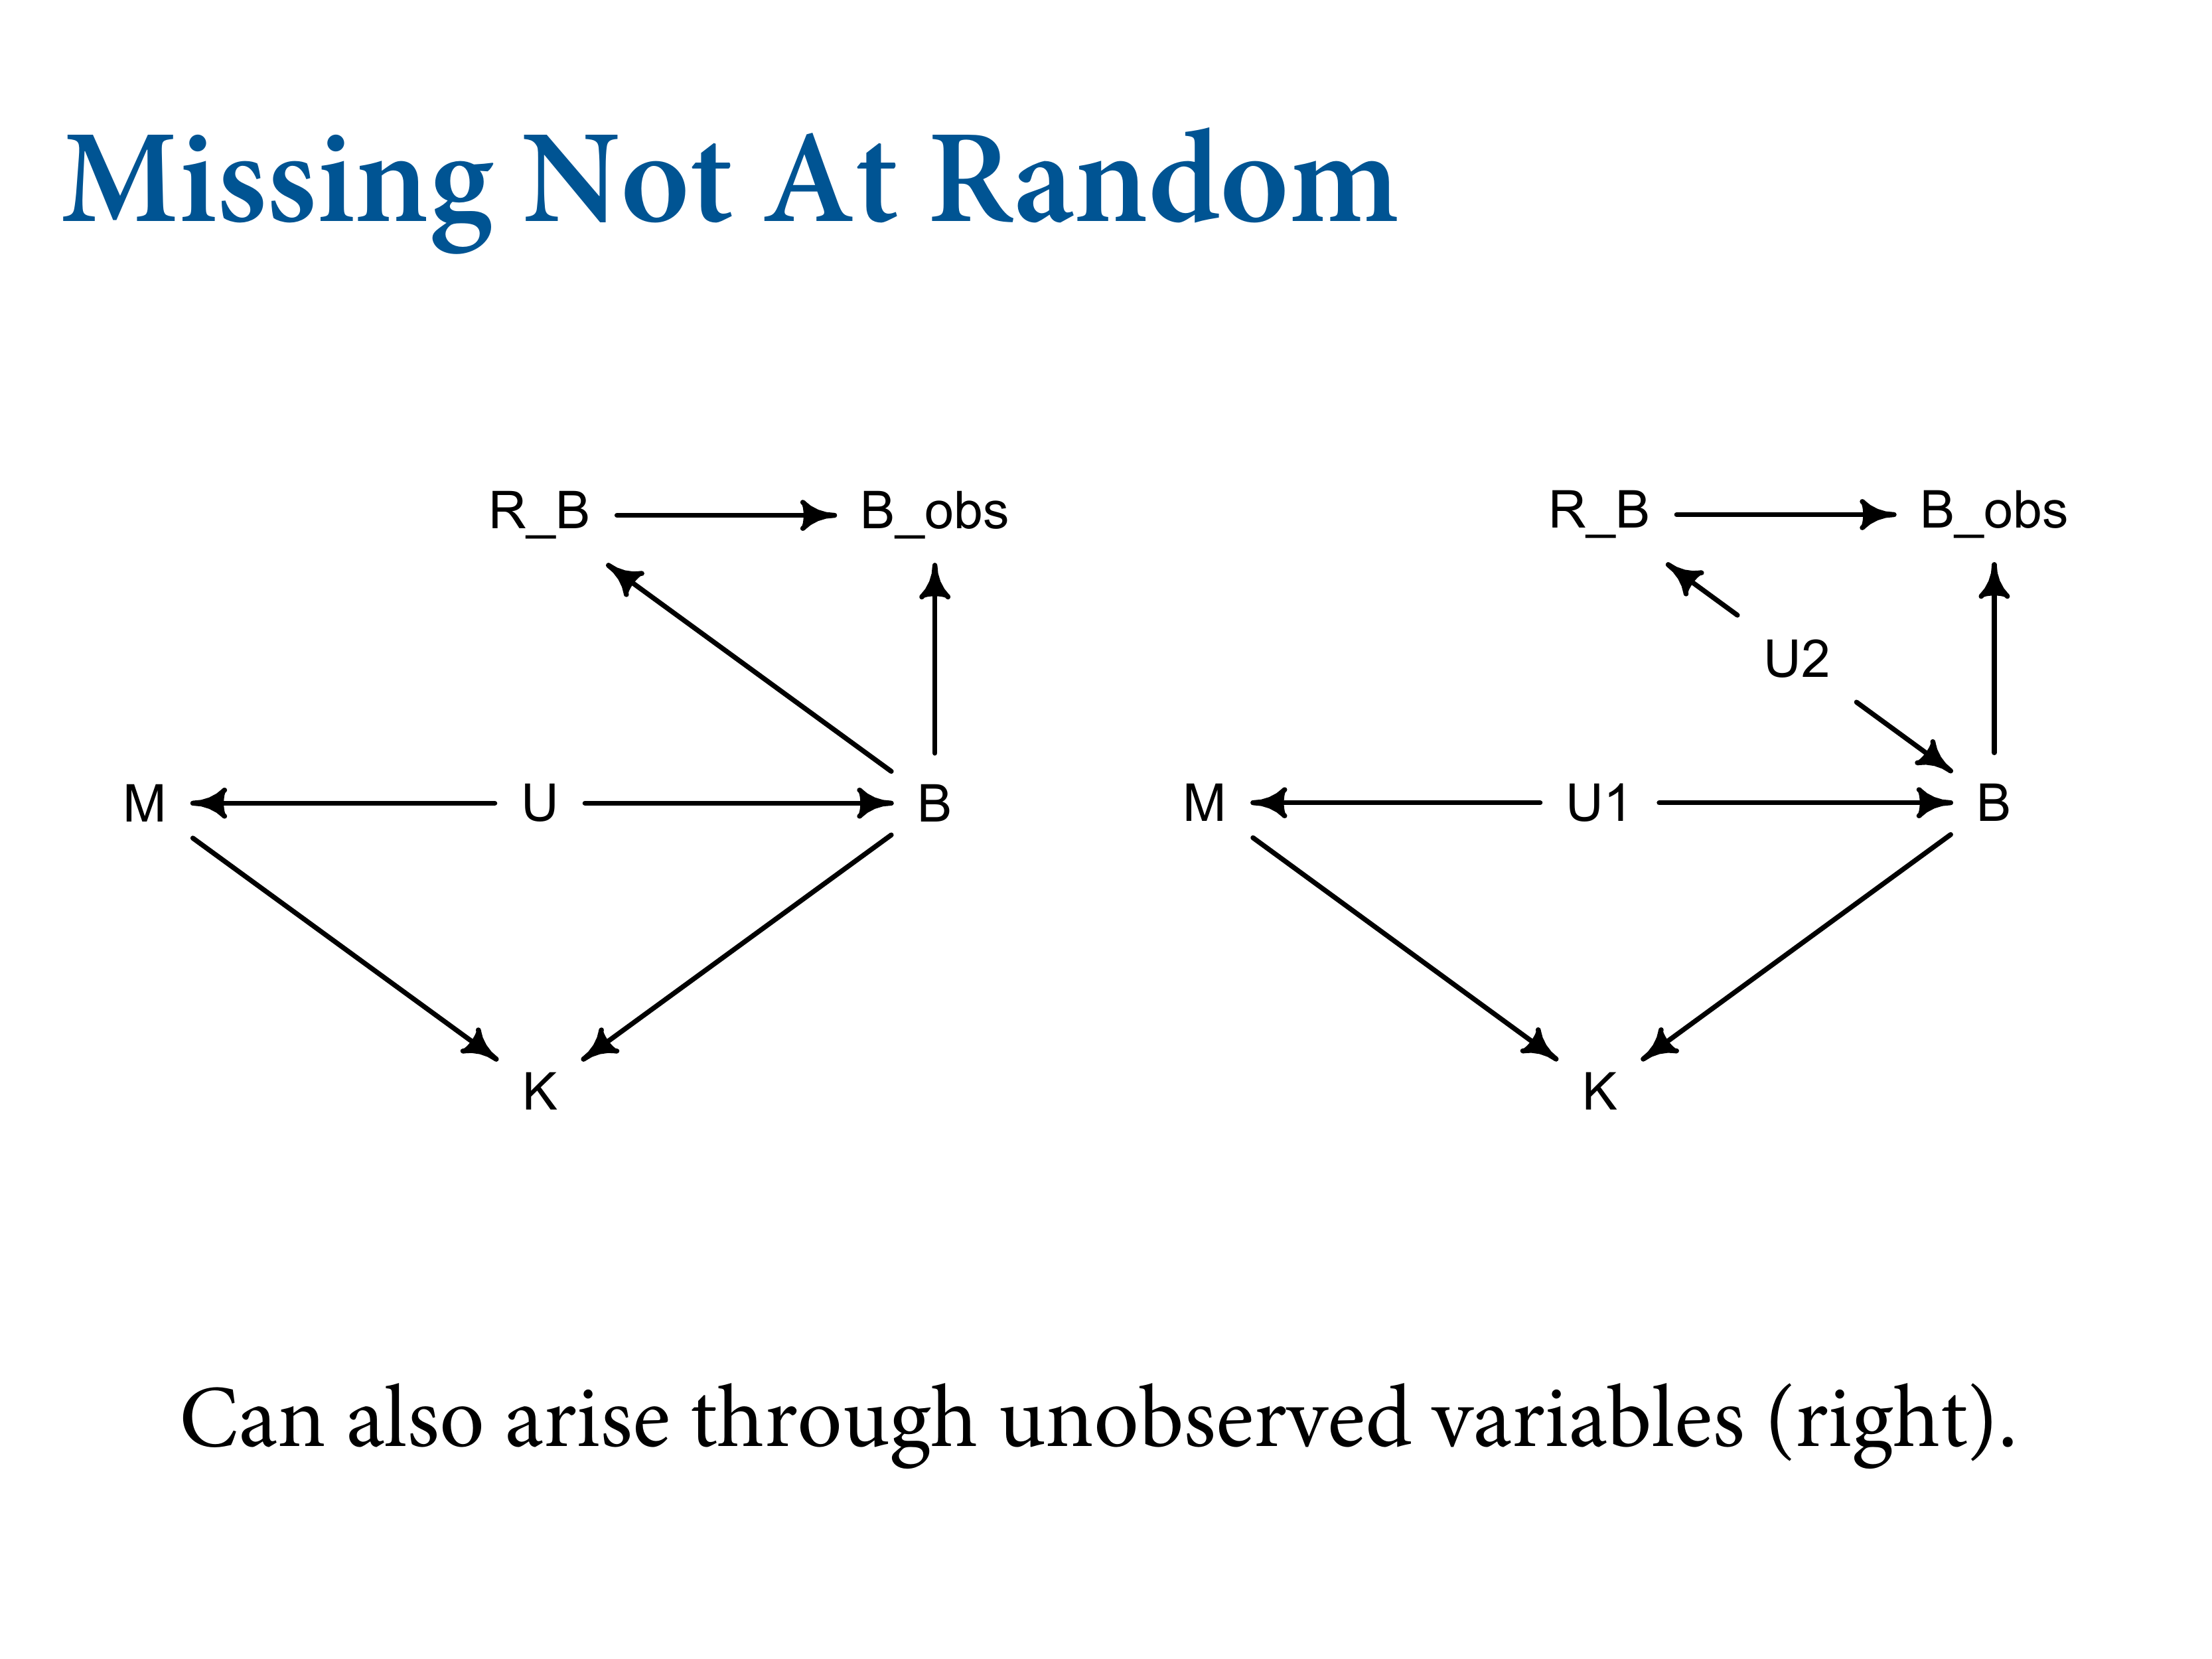 Missing Not At Random
R_B B_obs
M U B
K
R_B B_obs
U2
M U1 B
K
Can also arise through unobserved variables (right).